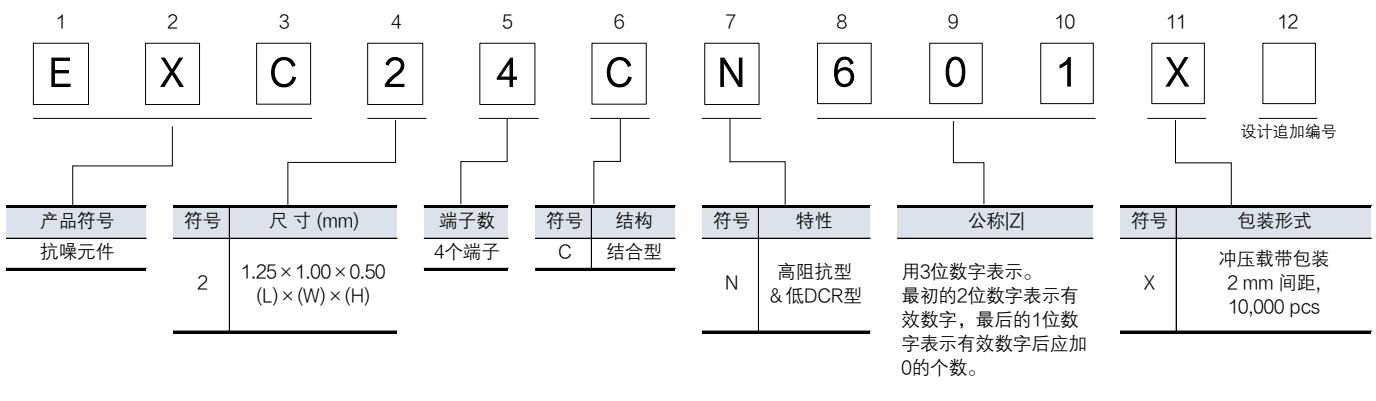 1 2 3 4 5 6 7 8 9 10 11 12
E X C 2 4 C N 6 0 1 X
设计追加编号
产品符号
抗噪元件
符号 尺 寸 (mm)
2
1.25×1.00×0.50
(L)×(W)×(H)
端子数
4个端子
符号 结构
C 结合型
符号 特性
N
高阻抗型
& 低DCR型
公称|Z|
用3位数字表示。
最初的2位数字表示有
效数字，最后的1位数
字表示有效数字后应加
0的个数。
符号 包装形式
X
冲压载带包装
2 mm 间距,
10,000 pcs